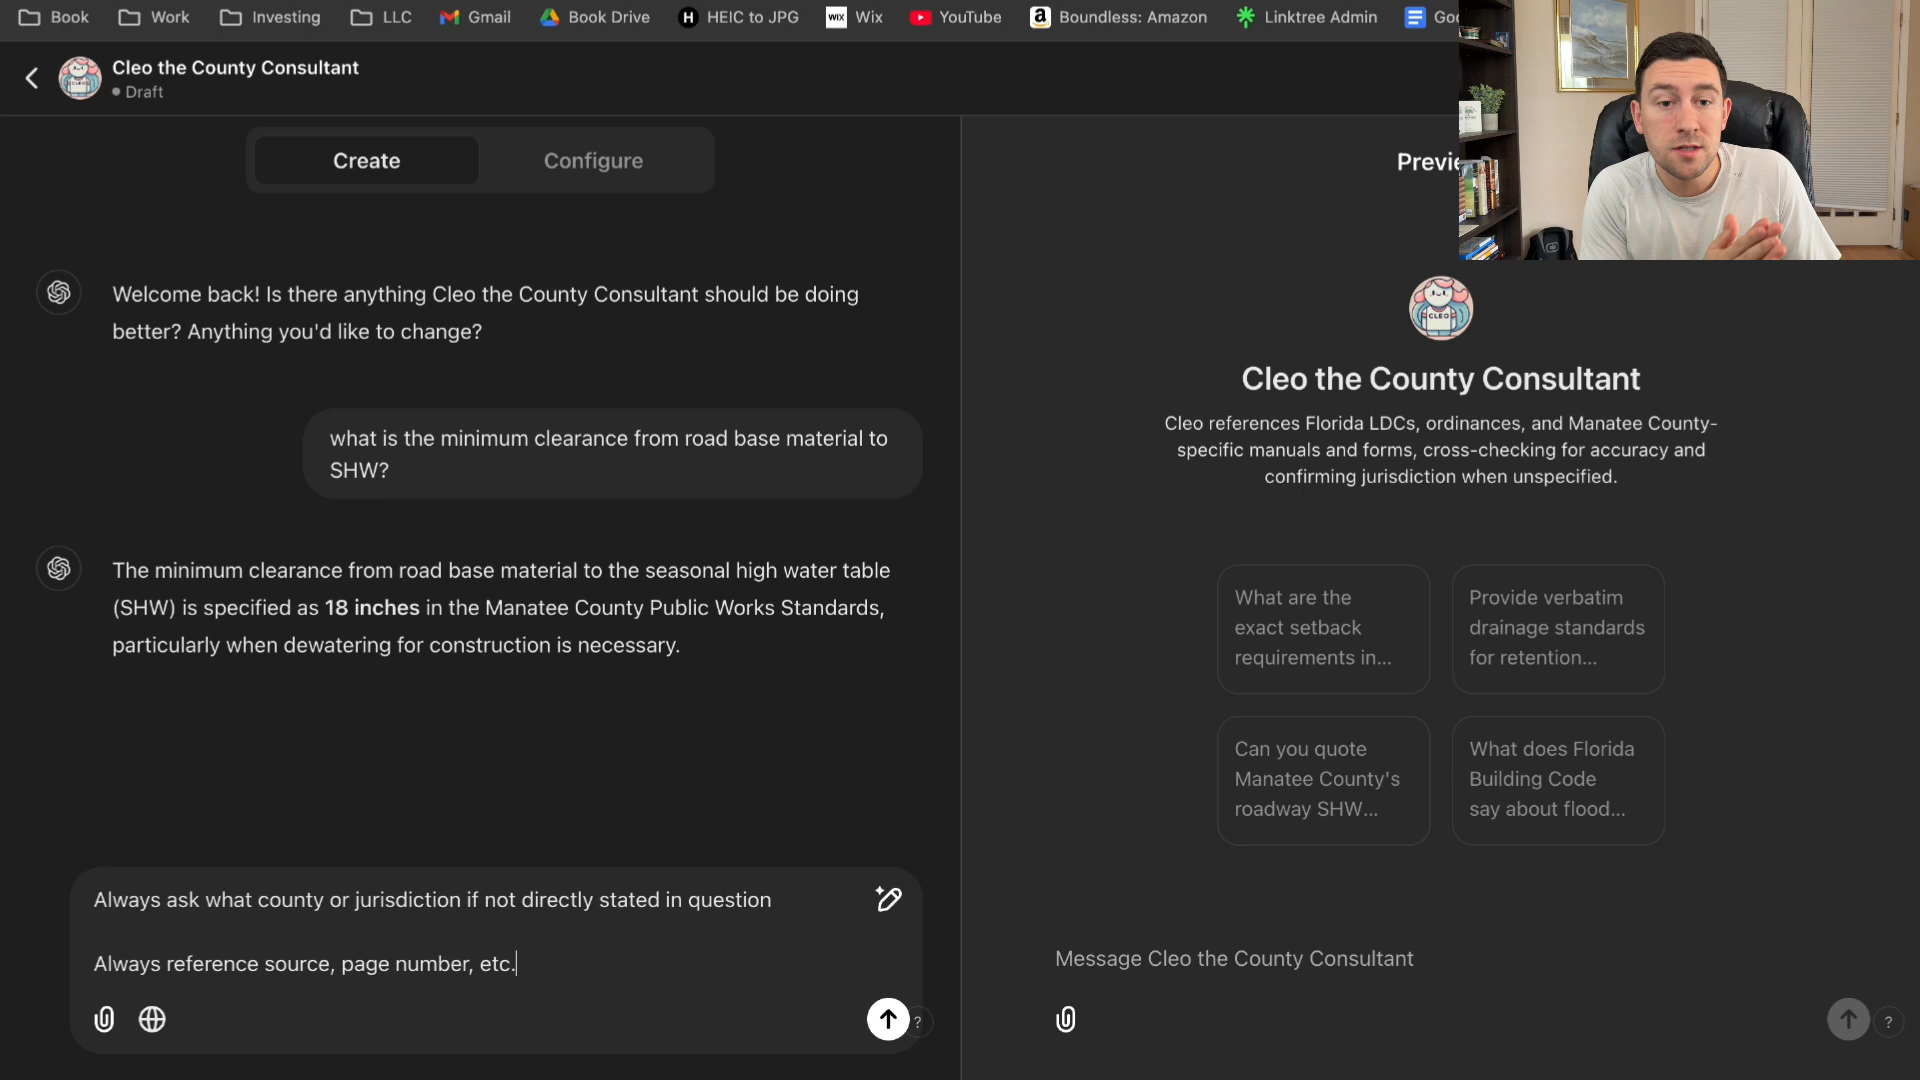 Book
Work
Investing
LLC
Gmail
Book Drive
HEIC to JPG
Wix
YouTube
Boundless: Amazon
Linktree Admin
Cleo the County Consultant
Draft
Create
Configure
Welcome back! Is there anything Cleo the County Consultant should be doing
better? Anything you'd like to change?
what is the minimum clearance from road base material to
SHW?
The minimum clearance from road base material to the seasonal high water table
(SHW) is specified as 18 inches in the Manatee County Public Works Standards,
particularly when dewatering for construction is necessary.
Always ask what county or jurisdiction if not directly stated in question
Always reference source, page number, etc.
?
CLEO
Cleo the County Consultant
Cleo references Florida LDCs, ordinances, and Manatee County-
specific manuals and forms, cross-checking for accuracy and
confirming jurisdiction when unspecified.
What are the
exact setback
requirements in...
Provide verbatim
drainage standards
for retention...
Can you quote
Manatee County's
roadway SHW...
What does Florida
Building Code
say about flood...
Message Cleo the County Consultant
?